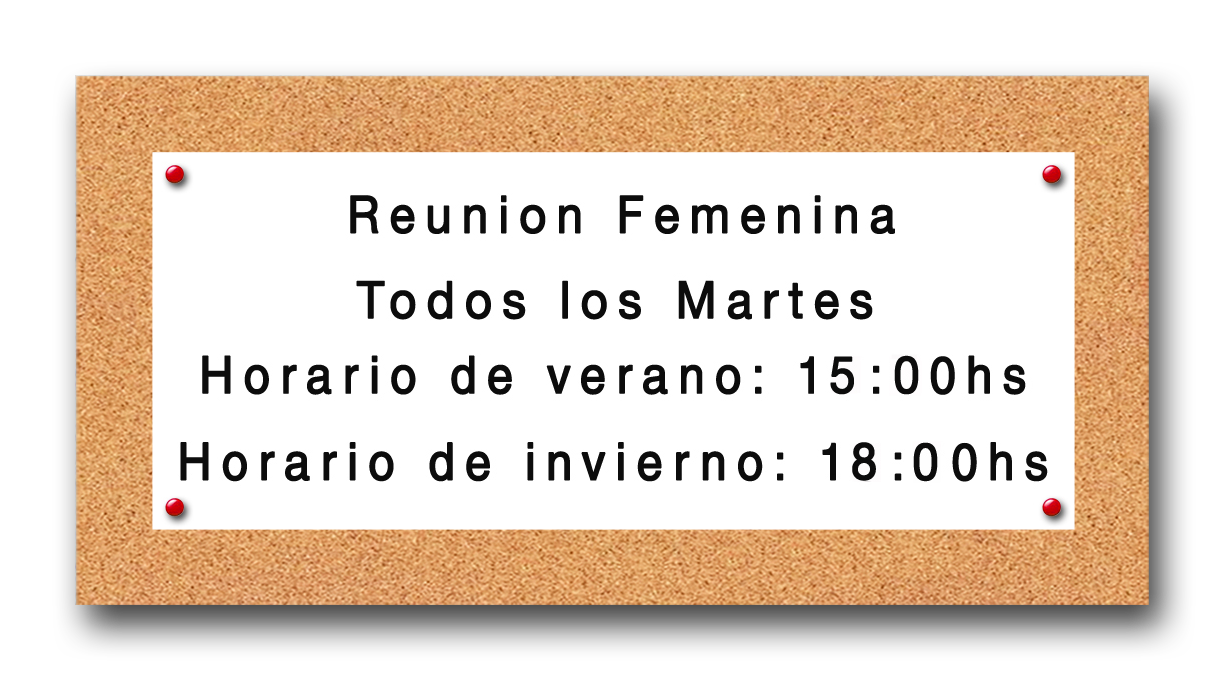 Reunion Femenina
Todos los Martes
Horario de verano: 15:00hs
Horario de invierno: 18:00hs